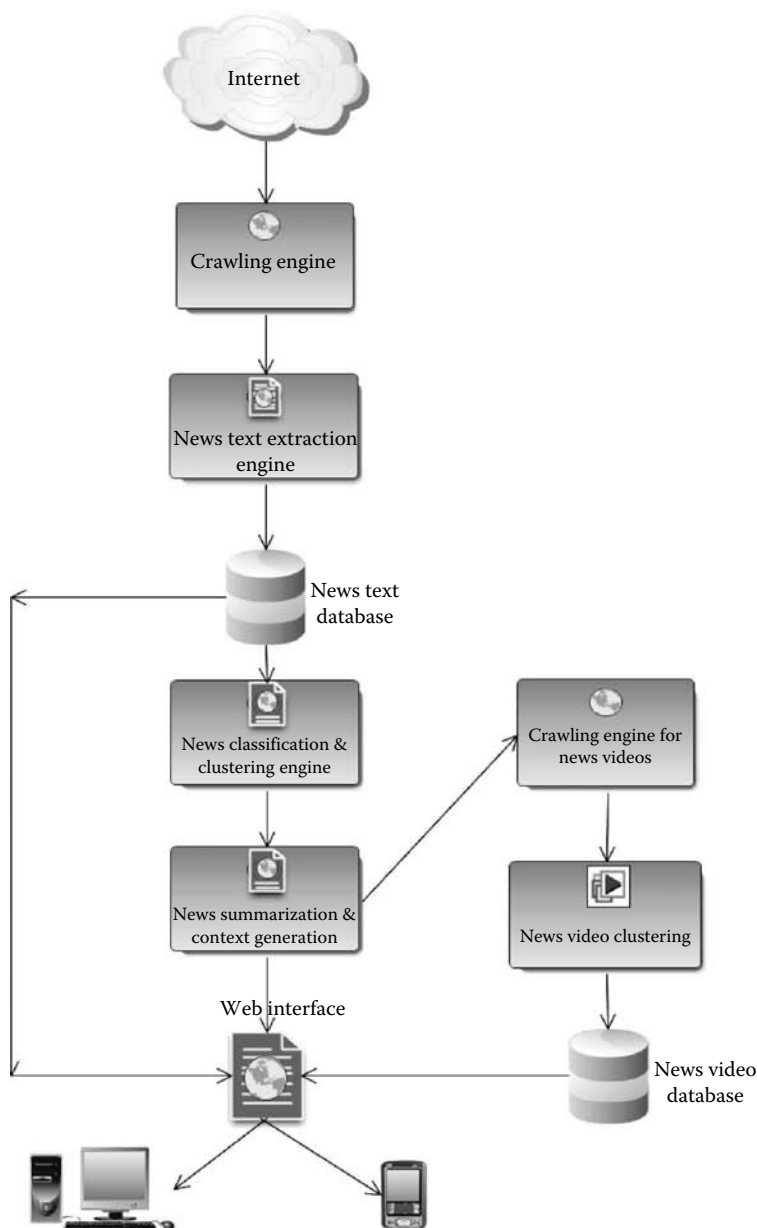 Internet
Crawling engine
News text extraction
engine
News text
database
News classification &
clustering engine
Crawling engine for
news videos
News summarization &
context generation
News video clustering
Web interface
News video
database